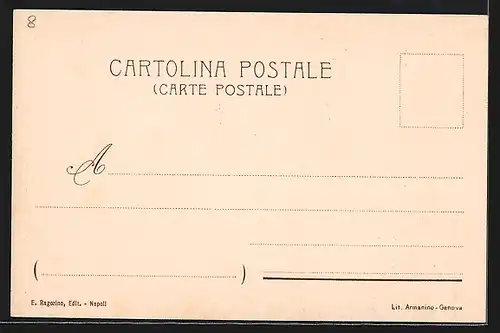 8
CARTOLINA POSTALE
(CARTE POSTALE)
A
( )
E. Ragozino, Edit. - Napoli
Lit. Armanino - Genova